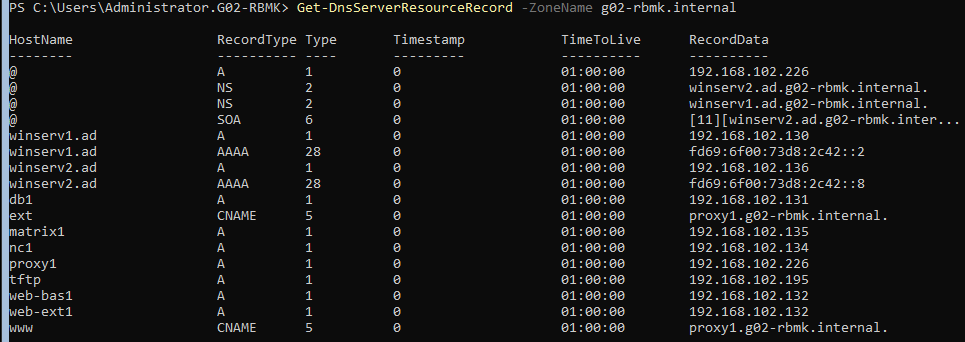 PS C:\Users\Administrator.G02-RBMK> Get-DnsServerResourceRecord -ZoneName g02-rbmk.internal
HostName RecordType Type Timestamp TimeToLive RecordData
-------- ---------- ---- --------- ---------- ----------
@ A 1 0 01:00:00 192.168.102.226
@ NS 2 0 01:00:00 winserv2.ad.g02-rbmk.internal.
@ NS 2 0 01:00:00 winserv1.ad.g02-rbmk.internal.
@ SOA 6 0 01:00:00 [11][winserv2.ad.g02-rbmk.inter...
winserv1.ad A 1 0 01:00:00 192.168.102.130
winserv1.ad AAAA 28 0 01:00:00 fd69:6f00:73d8:2c42::2
winserv2.ad A 1 0 01:00:00 192.168.102.136
winserv2.ad AAAA 28 0 01:00:00 fd69:6f00:73d8:2c42::8
db1 A 1 0 01:00:00 192.168.102.131
ext CNAME 5 0 01:00:00 proxy1.g02-rbmk.internal.
matrix1 A 1 0 01:00:00 192.168.102.135
nc1 A 1 0 01:00:00 192.168.102.134
proxy1 A 1 0 01:00:00 192.168.102.226
tftp A 1 0 01:00:00 192.168.102.195
web-bas1 A 1 0 01:00:00 192.168.102.132
web-ext1 A 1 0 01:00:00 192.168.102.132
www CNAME 5 0 01:00:00 proxy1.g02-rbmk.internal.